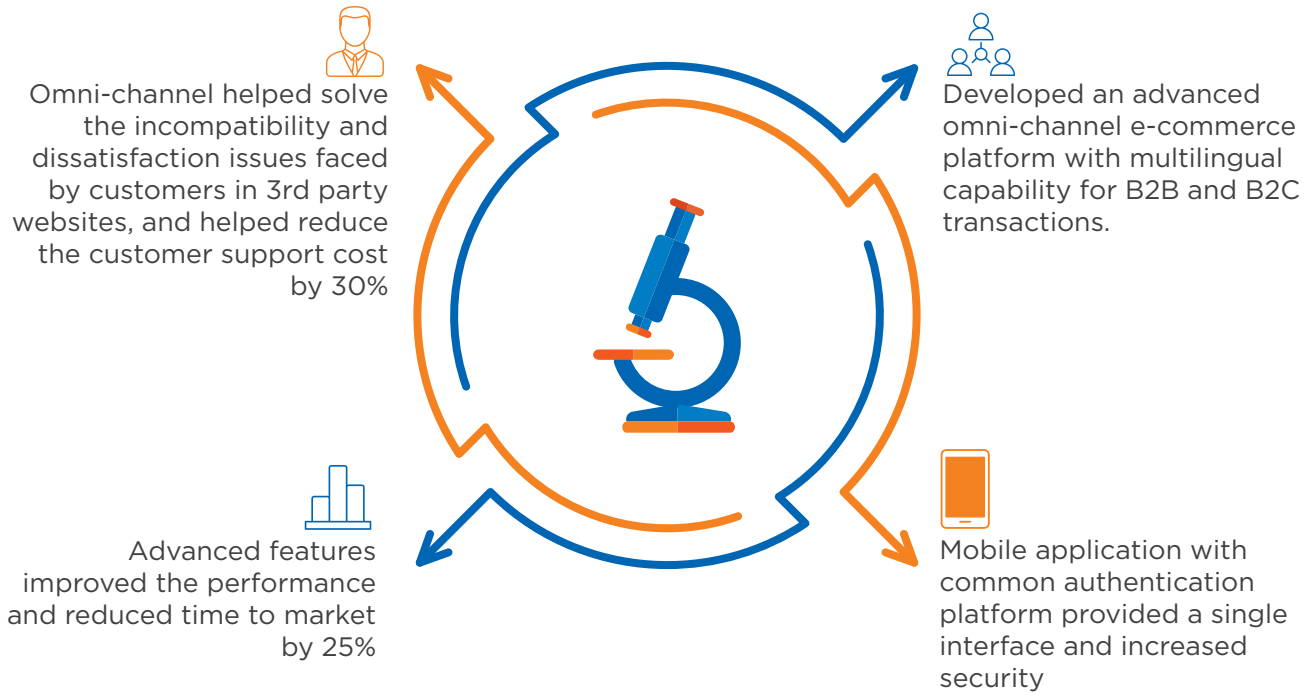 Omni-channel helped solve
the incompatibility and
dissatisfaction issues faced
by customers in 3rd party
websites, and helped reduce
the customer support cost
by 30%
Developed an advanced
omni-channel e-commerce
platform with multilingual
capability for B2B and B2C
transactions.
Advanced features
improved the performance
and reduced time to market
by 25%
Mobile application with
common authentication
platform provided a single
interface and increased
security